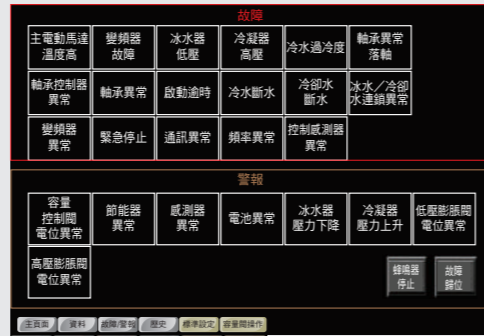 故障
主電動馬達
溫度高
變頻器
故障
冰水器
低壓
冷凝器
高壓
冷水過冷度
軸承異常
落軸
軸承控制器
異常
軸承異常
啟動逾時
冷水斷水
冷卻水
斷水
冰水／冷卻
水連鎖異常
變頻器
異常
緊急停止
通訊異常
頻率異常
控制感測器
異常
警報
容量
控制閥
電位異常
節能器
異常
感測器
異常
電池異常
冰水器
壓力下降
冷凝器
壓力上升
低壓膨脹閥
電位異常
高壓膨脹閥
電位異常
蜂鳴器
停止
故障
歸位
主頁面
資料
故障/警報
歷史
標準設定
容量閥操作